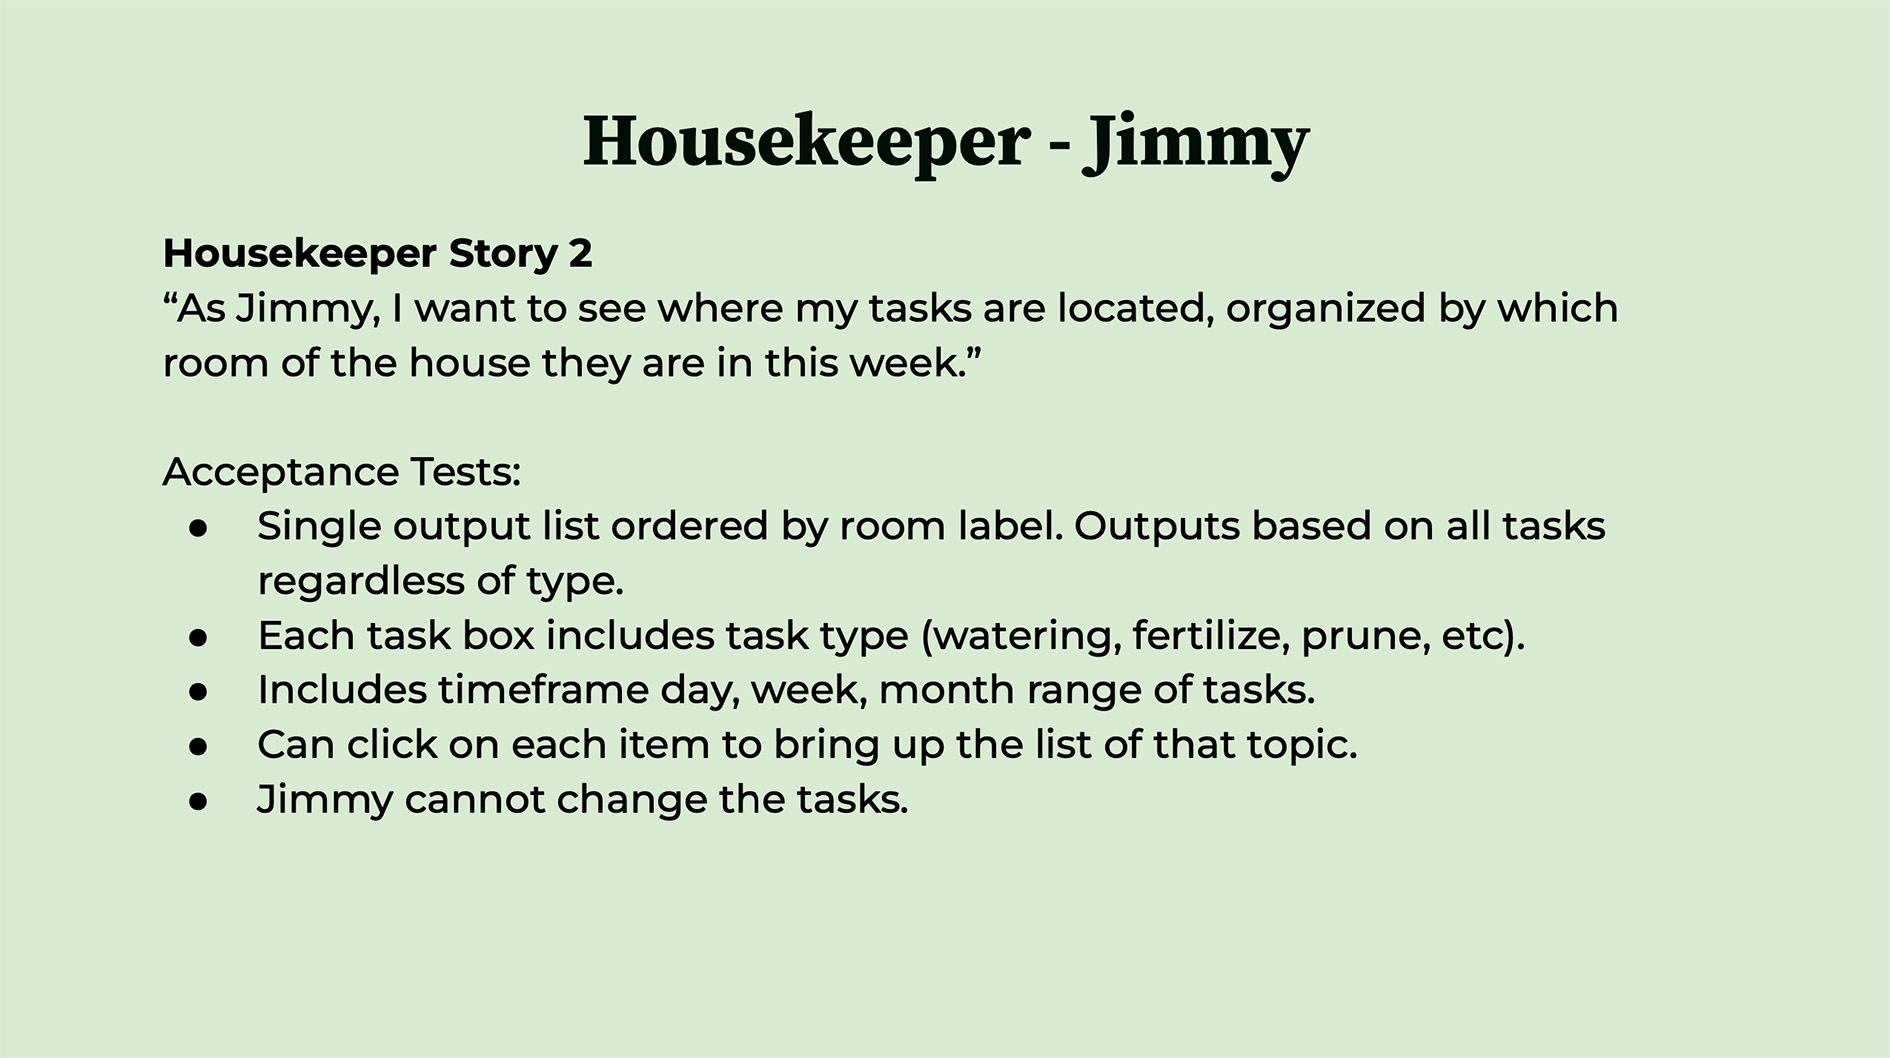 Housekeeper - Jimmy
Housekeeper Story 2
“As Jimmy, I want to see where my tasks are located, organized by which
room of the house they are in this week.”
Acceptance Tests:
● Single output list ordered by room label. Outputs based on all tasks
regardless of type.
● Each task box includes task type (watering, fertilize, prune, etc).
● Includes timeframe day, week, month range of tasks.
● Can click on each item to bring up the list of that topic.
● Jimmy cannot change the tasks.